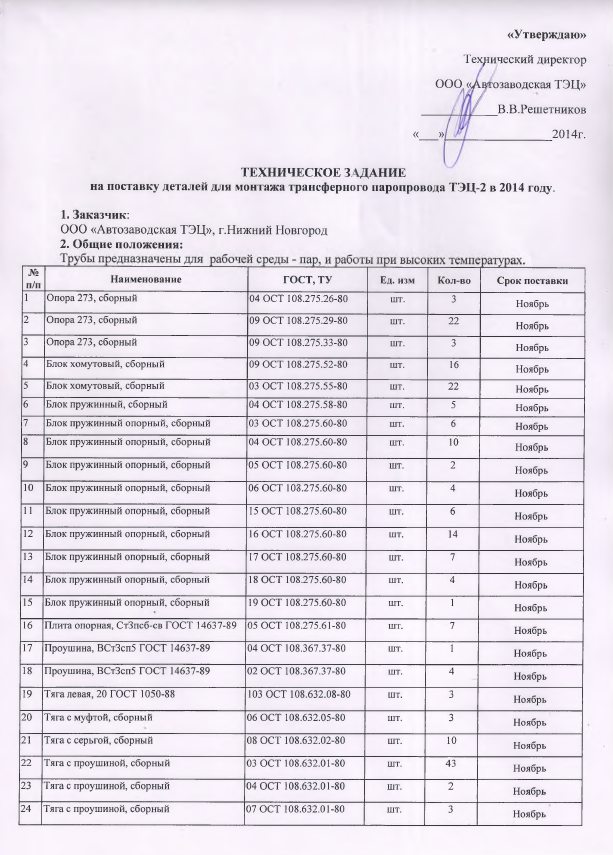 «Утверждаю»
Технический директор
ООО «Автозаводская ТЭЦ»
____________В.В.Решетников
«___»_________________2014г.
ТЕХНИЧЕСКОЕ ЗАДАНИЕ
на поставку деталей для монтажа трансферного паропровода ТЭЦ-2 в 2014 году.
1. Заказчик:
ООО «Автозаводская ТЭЦ», г.Нижний Новгород
2. Общие положения:
Трубы предназначены для рабочей среды - пар, и работы при высоких температурах.
№ п/п Наименование ГОСТ, ТУ Ед. изм Кол-во Срок поставки
1 Опора 273, сборный 04 ОСТ 108.275.26-80 шт. 3 Ноябрь
2 Опора 273, сборный 09 ОСТ 108.275.29-80 шт. 22 Ноябрь
3 Опора 273, сборный 09 ОСТ 108.275.33-80 шт. 3 Ноябрь
4 Блок хомутовый, сборный 09 ОСТ 108.275.52-80 шт. 16 Ноябрь
5 Блок хомутовый, сборный 03 ОСТ 108.275.55-80 шт. 22 Ноябрь
6 Блок пружинный, сборный 04 ОСТ 108.275.58-80 шт. 5 Ноябрь
7 Блок пружинный опорный, сборный 03 ОСТ 108.275.60-80 шт. 6 Ноябрь
8 Блок пружинный опорный, сборный 04 ОСТ 108.275.60-80 шт. 10 Ноябрь
9 Блок пружинный опорный, сборный 05 ОСТ 108.275.60-80 шт. 2 Ноябрь
10 Блок пружинный опорный, сборный 06 ОСТ 108.275.60-80 шт. 4 Ноябрь
11 Блок пружинный опорный, сборный 15 ОСТ 108.275.60-80 шт. 6 Ноябрь
12 Блок пружинный опорный, сборный 16 ОСТ 108.275.60-80 шт. 14 Ноябрь
13 Блок пружинный опорный, сборный 17 ОСТ 108.275.60-80 шт. 7 Ноябрь
14 Блок пружинный опорный, сборный 18 ОСТ 108.275.60-80 шт. 4 Ноябрь
15 Блок пружинный опорный, сборный 19 ОСТ 108.275.60-80 шт. 1 Ноябрь
16 Плита опорная, Ст3псб-св ГОСТ 14637-89 05 ОСТ 108.275.61-80 шт. 7 Ноябрь
17 Проушина, ВСт3сп5 ГОСТ 14637-89 04 ОСТ 108.367.37-80 шт. 1 Ноябрь
18 Проушина, ВСт3сп5 ГОСТ 14637-89 02 ОСТ 108.367.37-80 шт. 4 Ноябрь
19 Тяга левая, 20 ГОСТ 1050-88 103 ОСТ 108.632.08-80 шт. 3 Ноябрь
20 Тяга с муфтой, сборный 06 ОСТ 108.632.05-80 шт. 3 Ноябрь
21 Тяга с серьгой, сборный 08 ОСТ 108.632.02-80 шт. 10 Ноябрь
22 Тяга с проушиной, сборный 03 ОСТ 108.632.01-80 шт. 43 Ноябрь
23 Тяга с проушиной, сборный 04 ОСТ 108.632.01-80 шт. 2 Ноябрь
24 Тяга с проушиной, сборный 07 ОСТ 108.632.01-80 шт. 3 Ноябрь